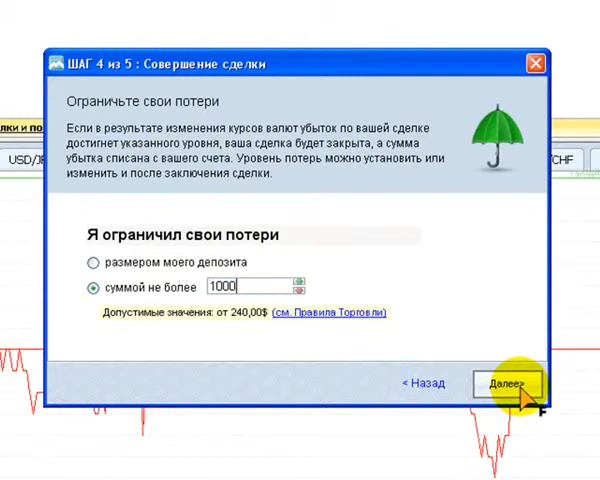 ШАГ 4 из 5 : Совершение сделки
Ограничьте свои потери
Если в результате изменения курсов валют убыток по вашей сделке
достигнет указанного уровня, ваша сделка будет закрыта, а сумма
убытка списана с вашего счета. Уровень потерь можно установить или
изменить и после заключения сделки.
USD/
/CHF
Я ограничил свои потери
размером моего депозита
суммой не более 1000
Допустимые значения: от 240,00$ (см. Правила Торговли)
< Назад
Далее>